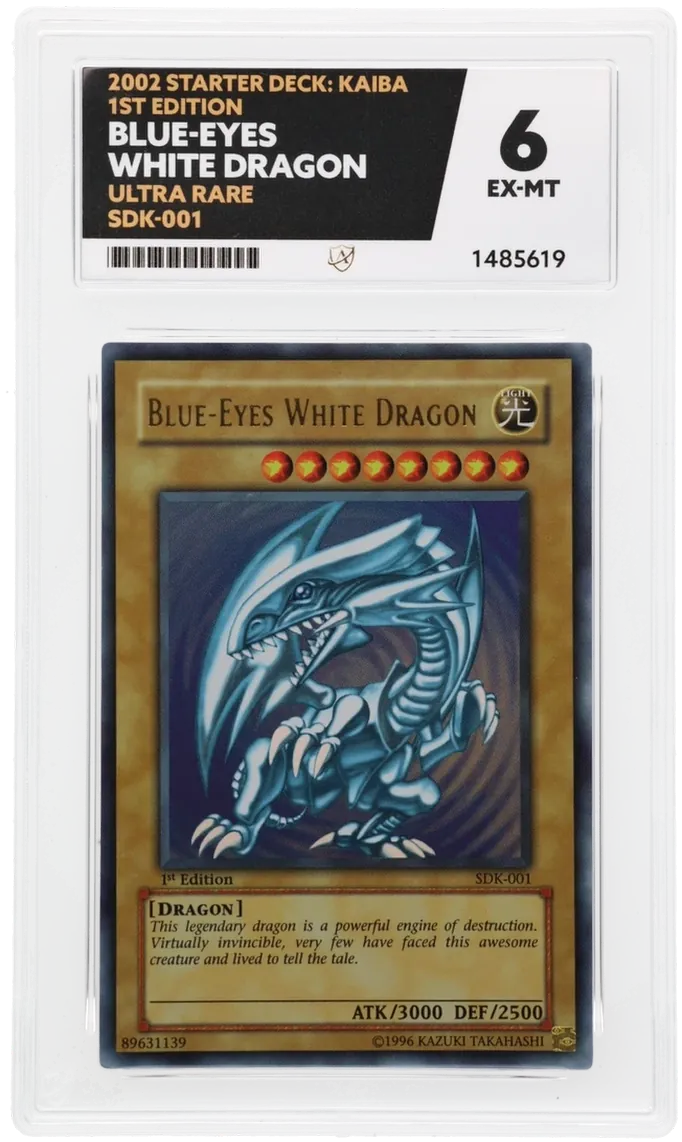 2002 STARTER DECK: KAIBA
1ST EDITION
BLUE-EYES
WHITE DRAGON
ULTRA RARE
SDK-001
6
EX-MT
1485619
BLUE-EYES WHITE DRAGON
LIGHT
光
1st Edition
SDK-001
[DRAGON]
This legendary dragon is a powerful engine of destruction.
Virtually invincible, very few have faced this awesome
creature and lived to tell the tale.
ATK/3000 DEF/2500
89631139
©1996 KAZUKI TAKAHASHI